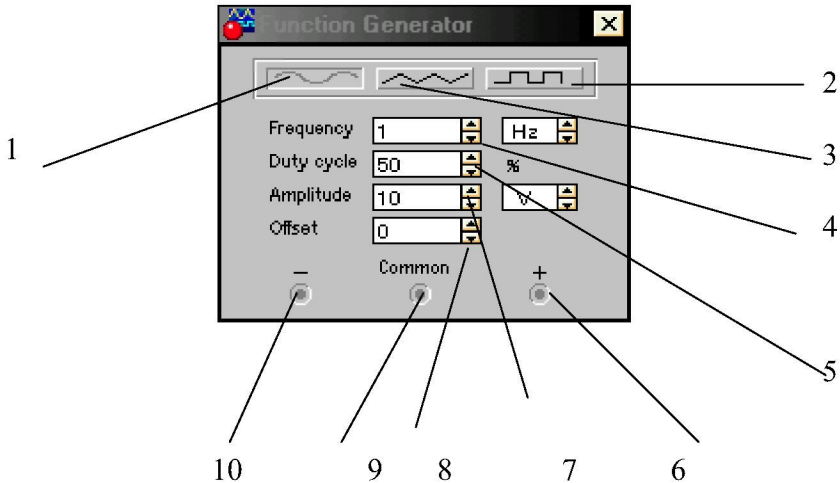 Function Generator
2
1
3
Frequency 1 Hz
Duty cycle 50 %
Amplitude 10 V
4
Offset 0
- Common +
5
10 9 8 7 6